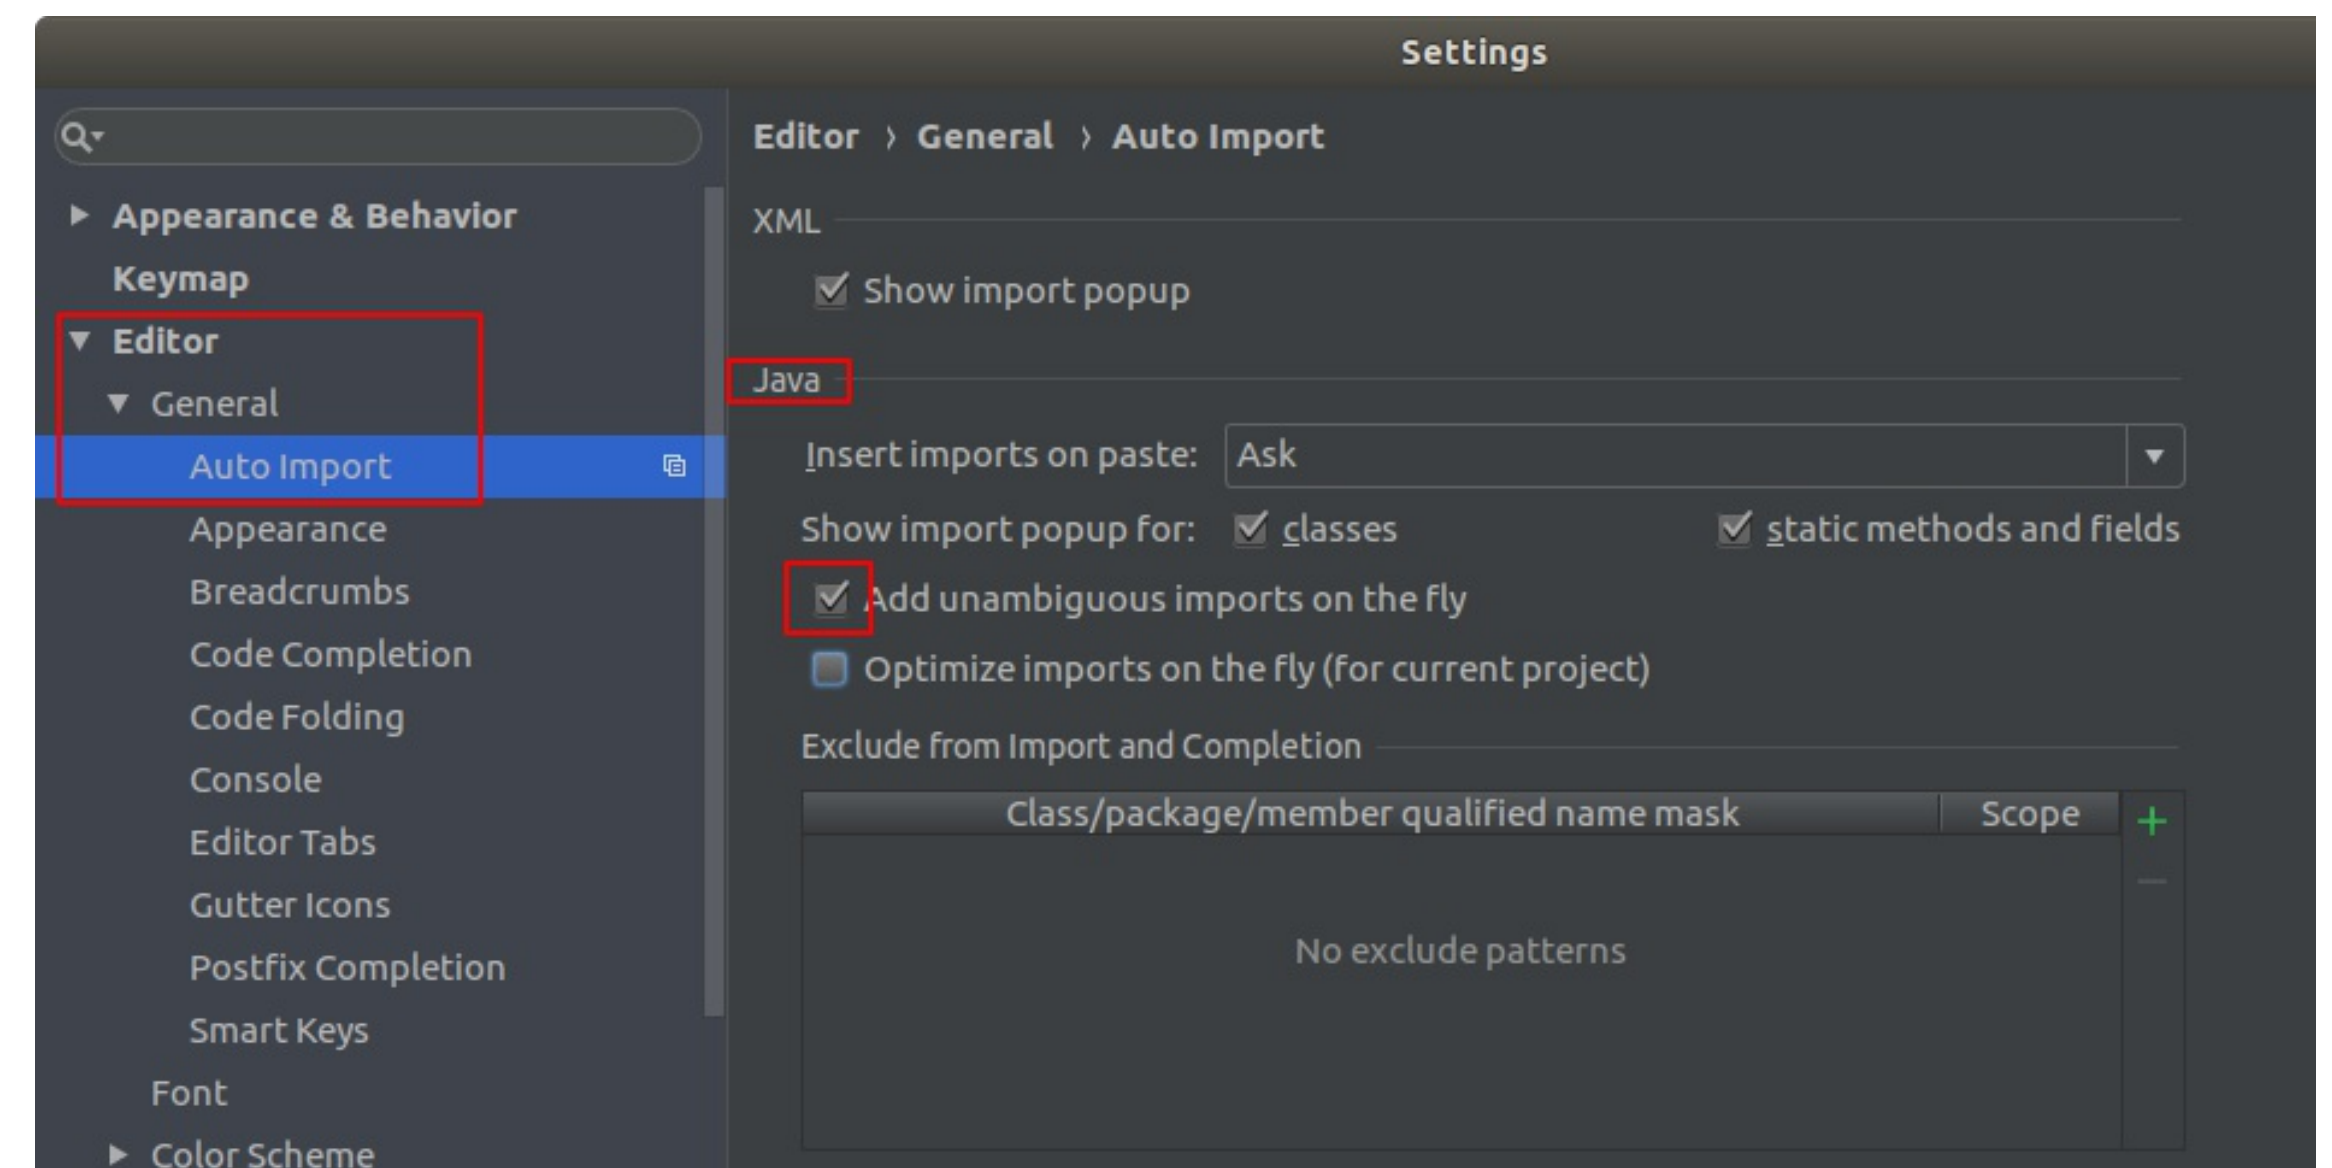 Settings
Editor › General › Auto Import
Appearance & Behavior
Keymap
Editor
General
Auto Import
Appearance
Breadcrumbs
Code Completion
Code Folding
Console
Editor Tabs
Gutter Icons
Postfix Completion
Smart Keys
Font
Color Scheme
XML
Show import popup
Java
Insert imports on paste: Ask
Show import popup for: classes static methods and fields
Add unambiguous imports on the fly
Optimize imports on the fly (for current project)
Exclude from Import and Completion
Class/package/member qualified name mask Scope
No exclude patterns